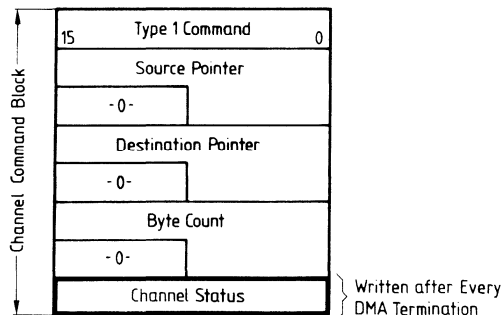 Type 1 Command
15 0
Source Pointer
-0-
Destination Pointer
-0-
Byte Count
-0-
Channel Status
Channel Command Block
Written after Every
DMA Termination